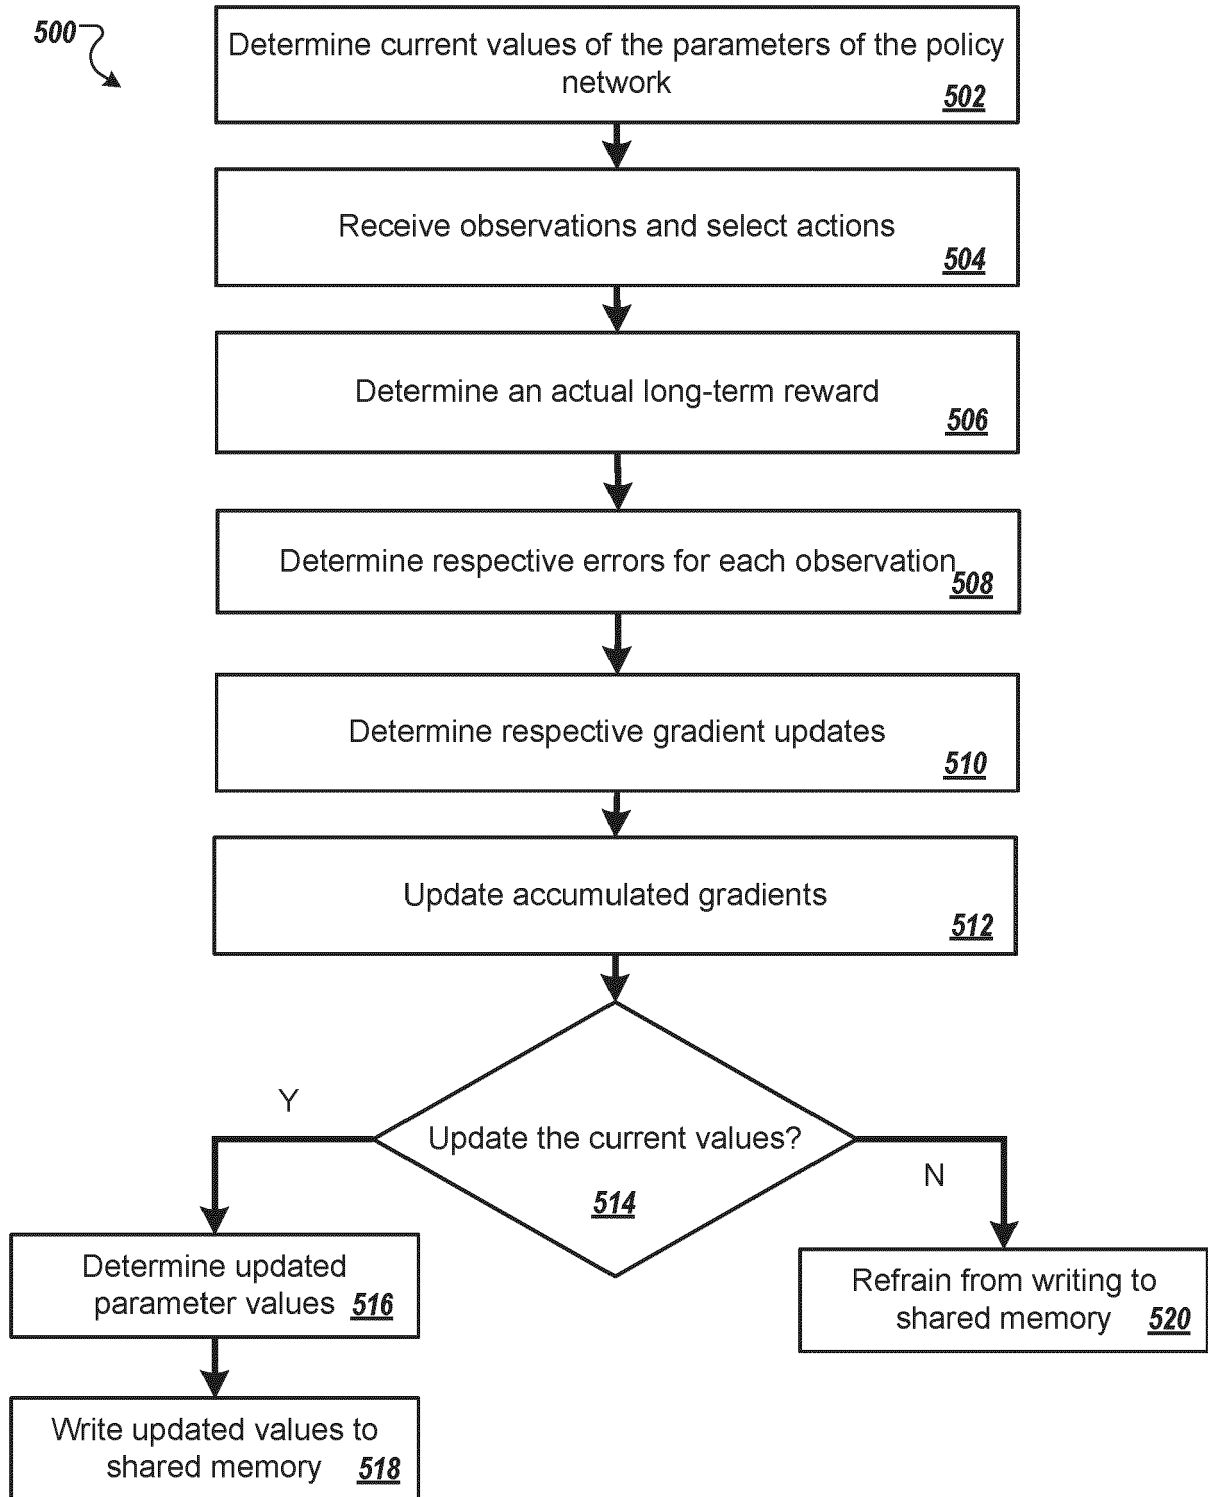 500
Determine current values of the parameters of the policy
network
502
Receive observations and select actions
504
Determine an actual long-term reward
506
Determine respective errors for each observation
508
Determine respective gradient updates
510
Update accumulated gradients
512
Y
Update the current values?
N
514
Determine updated
parameter values 516
Refrain from writing to
shared memory 520
Write updated values to
shared memory 518